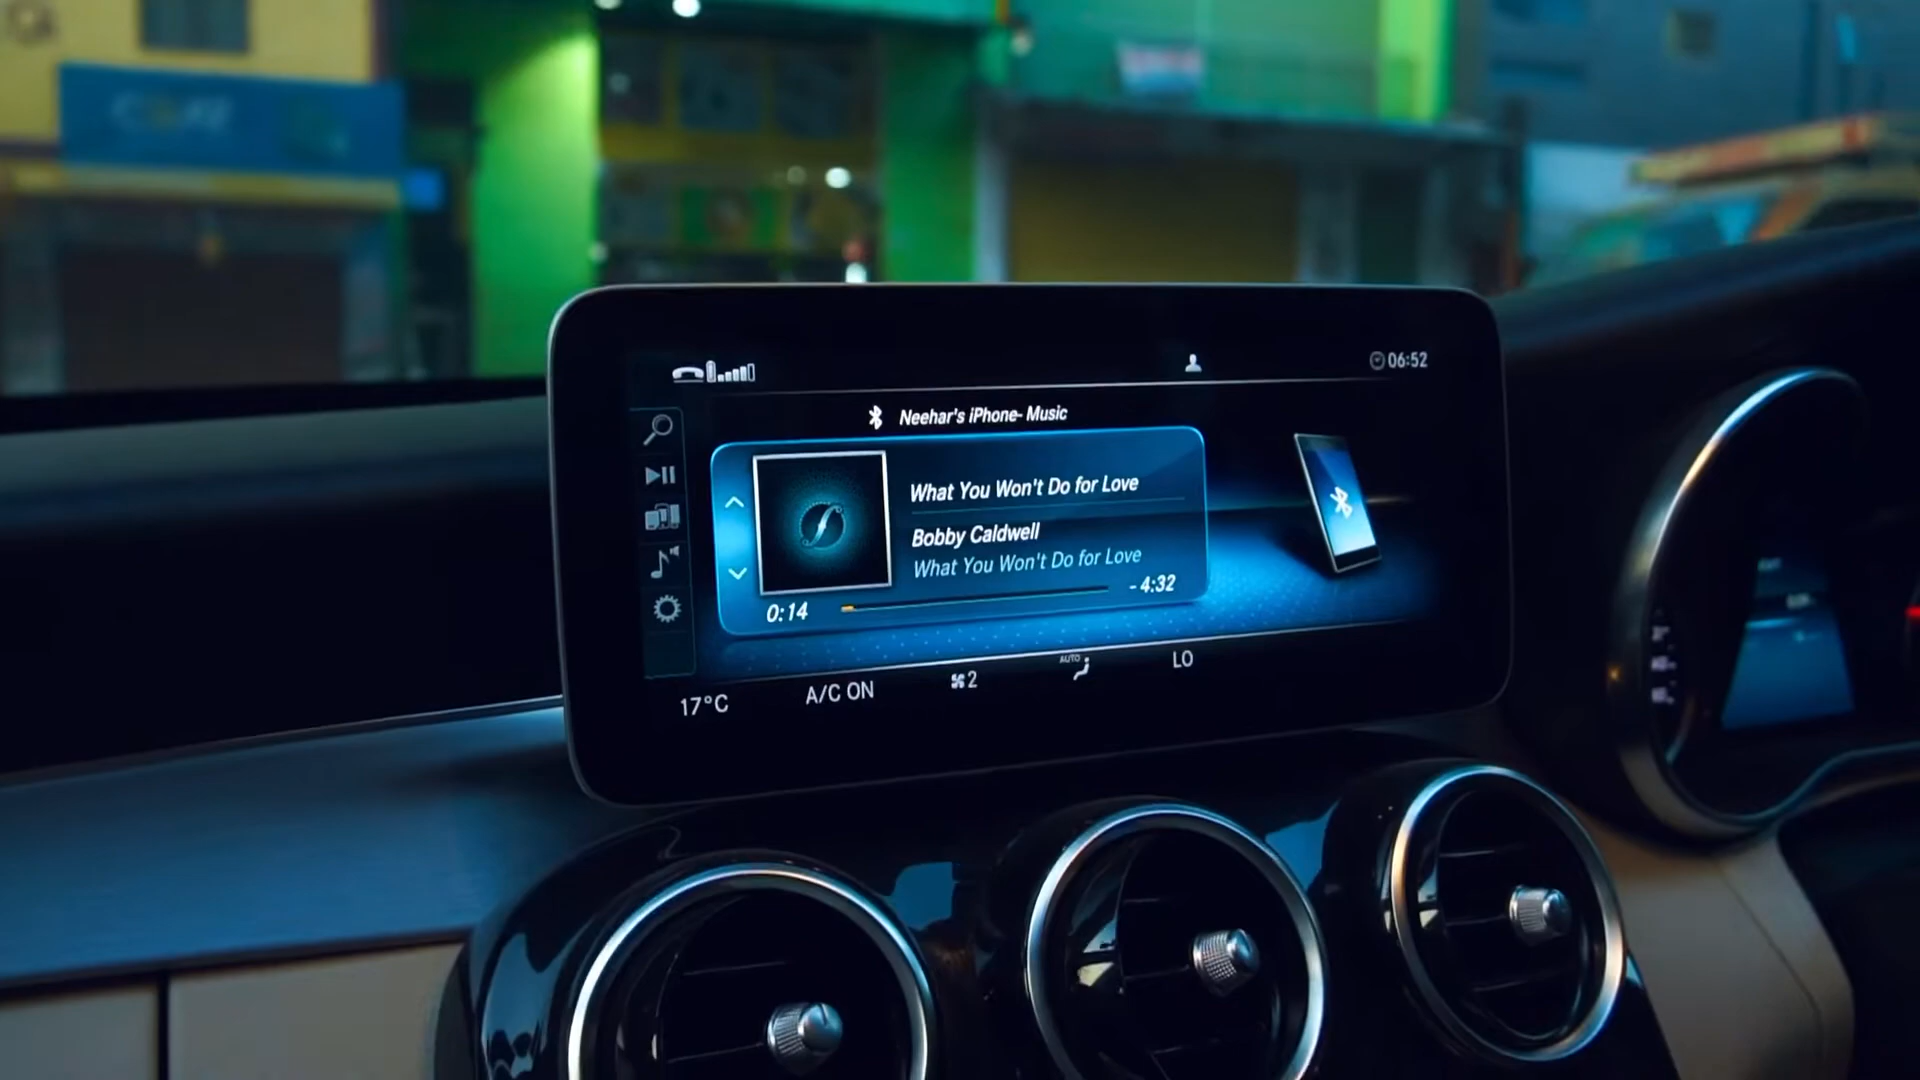 06:52
Neehar's iPhone- Music
What You Won't Do for Love
Bobby Caldwell
What You Won't Do for Love
0:14
- 4:32
17°C
A/C ON
2
AUTO
LO